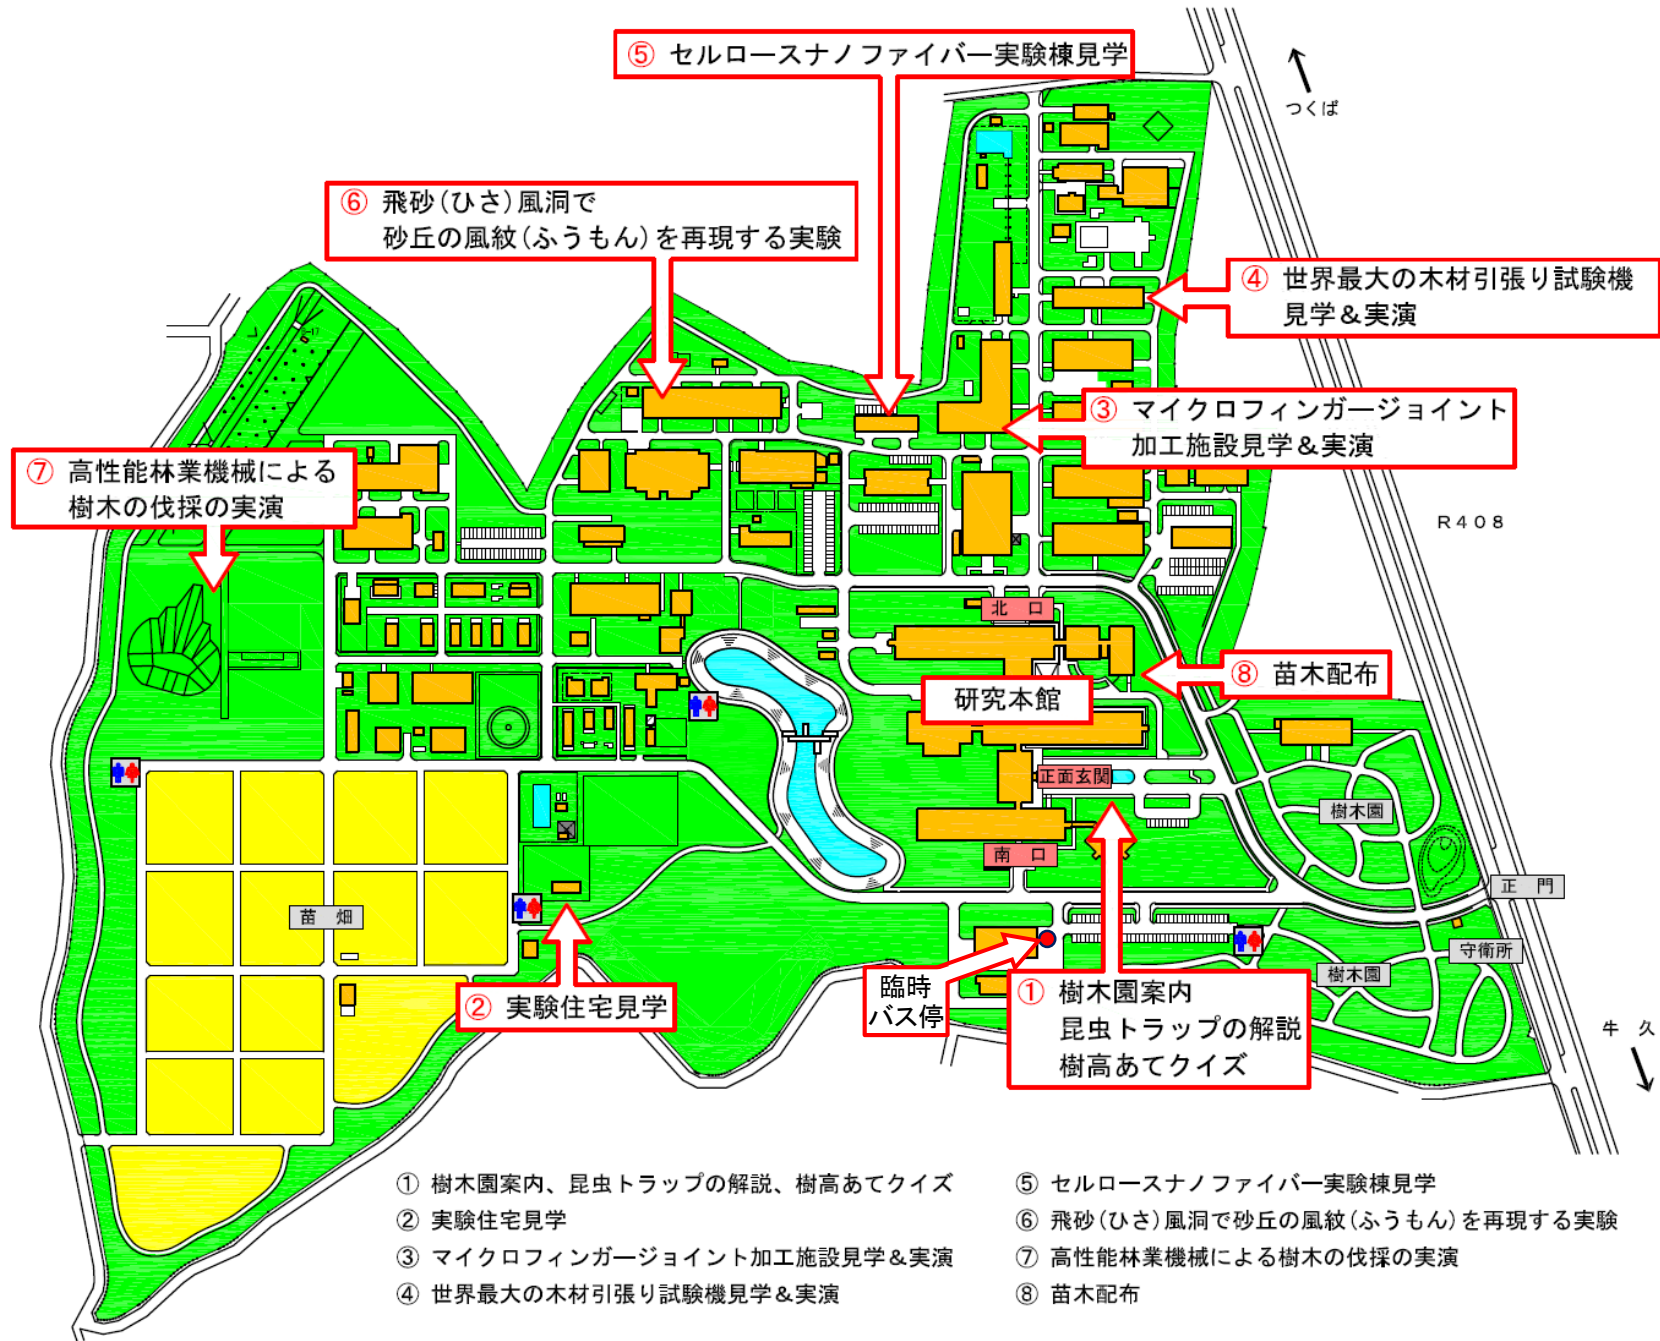 ⑤ セルロースナノファイバー実験棟見学
つくば
⑥ 飛砂(ひさ)風洞で
砂丘の風紋(ふうもん)を再現する実験
④ 世界最大の木材引張り試験機
見学&実演
③ マイクロフィンガージョイント
加工施設見学&実演
⑦ 高性能林業機械による
樹木の伐採の実演
R408
北 口
⑧ 苗木配布
研究本館
正面玄関
樹木園
南 口
正 門
苗 畑
守衛所
樹木園
臨時
バス停
② 実験住宅見学
① 樹木園案内
昆虫トラップの解説
樹高あてクイズ
牛 久
① 樹木園案内、昆虫トラップの解説、樹高あてクイズ
② 実験住宅見学
③ マイクロフィンガージョイント加工施設見学&実演
④ 世界最大の木材引張り試験機見学&実演
⑤ セルロースナノファイバー実験棟見学
⑥ 飛砂(ひさ)風洞で砂丘の風紋(ふうもん)を再現する実験
⑦ 高性能林業機械による樹木の伐採の実演
⑧ 苗木配布